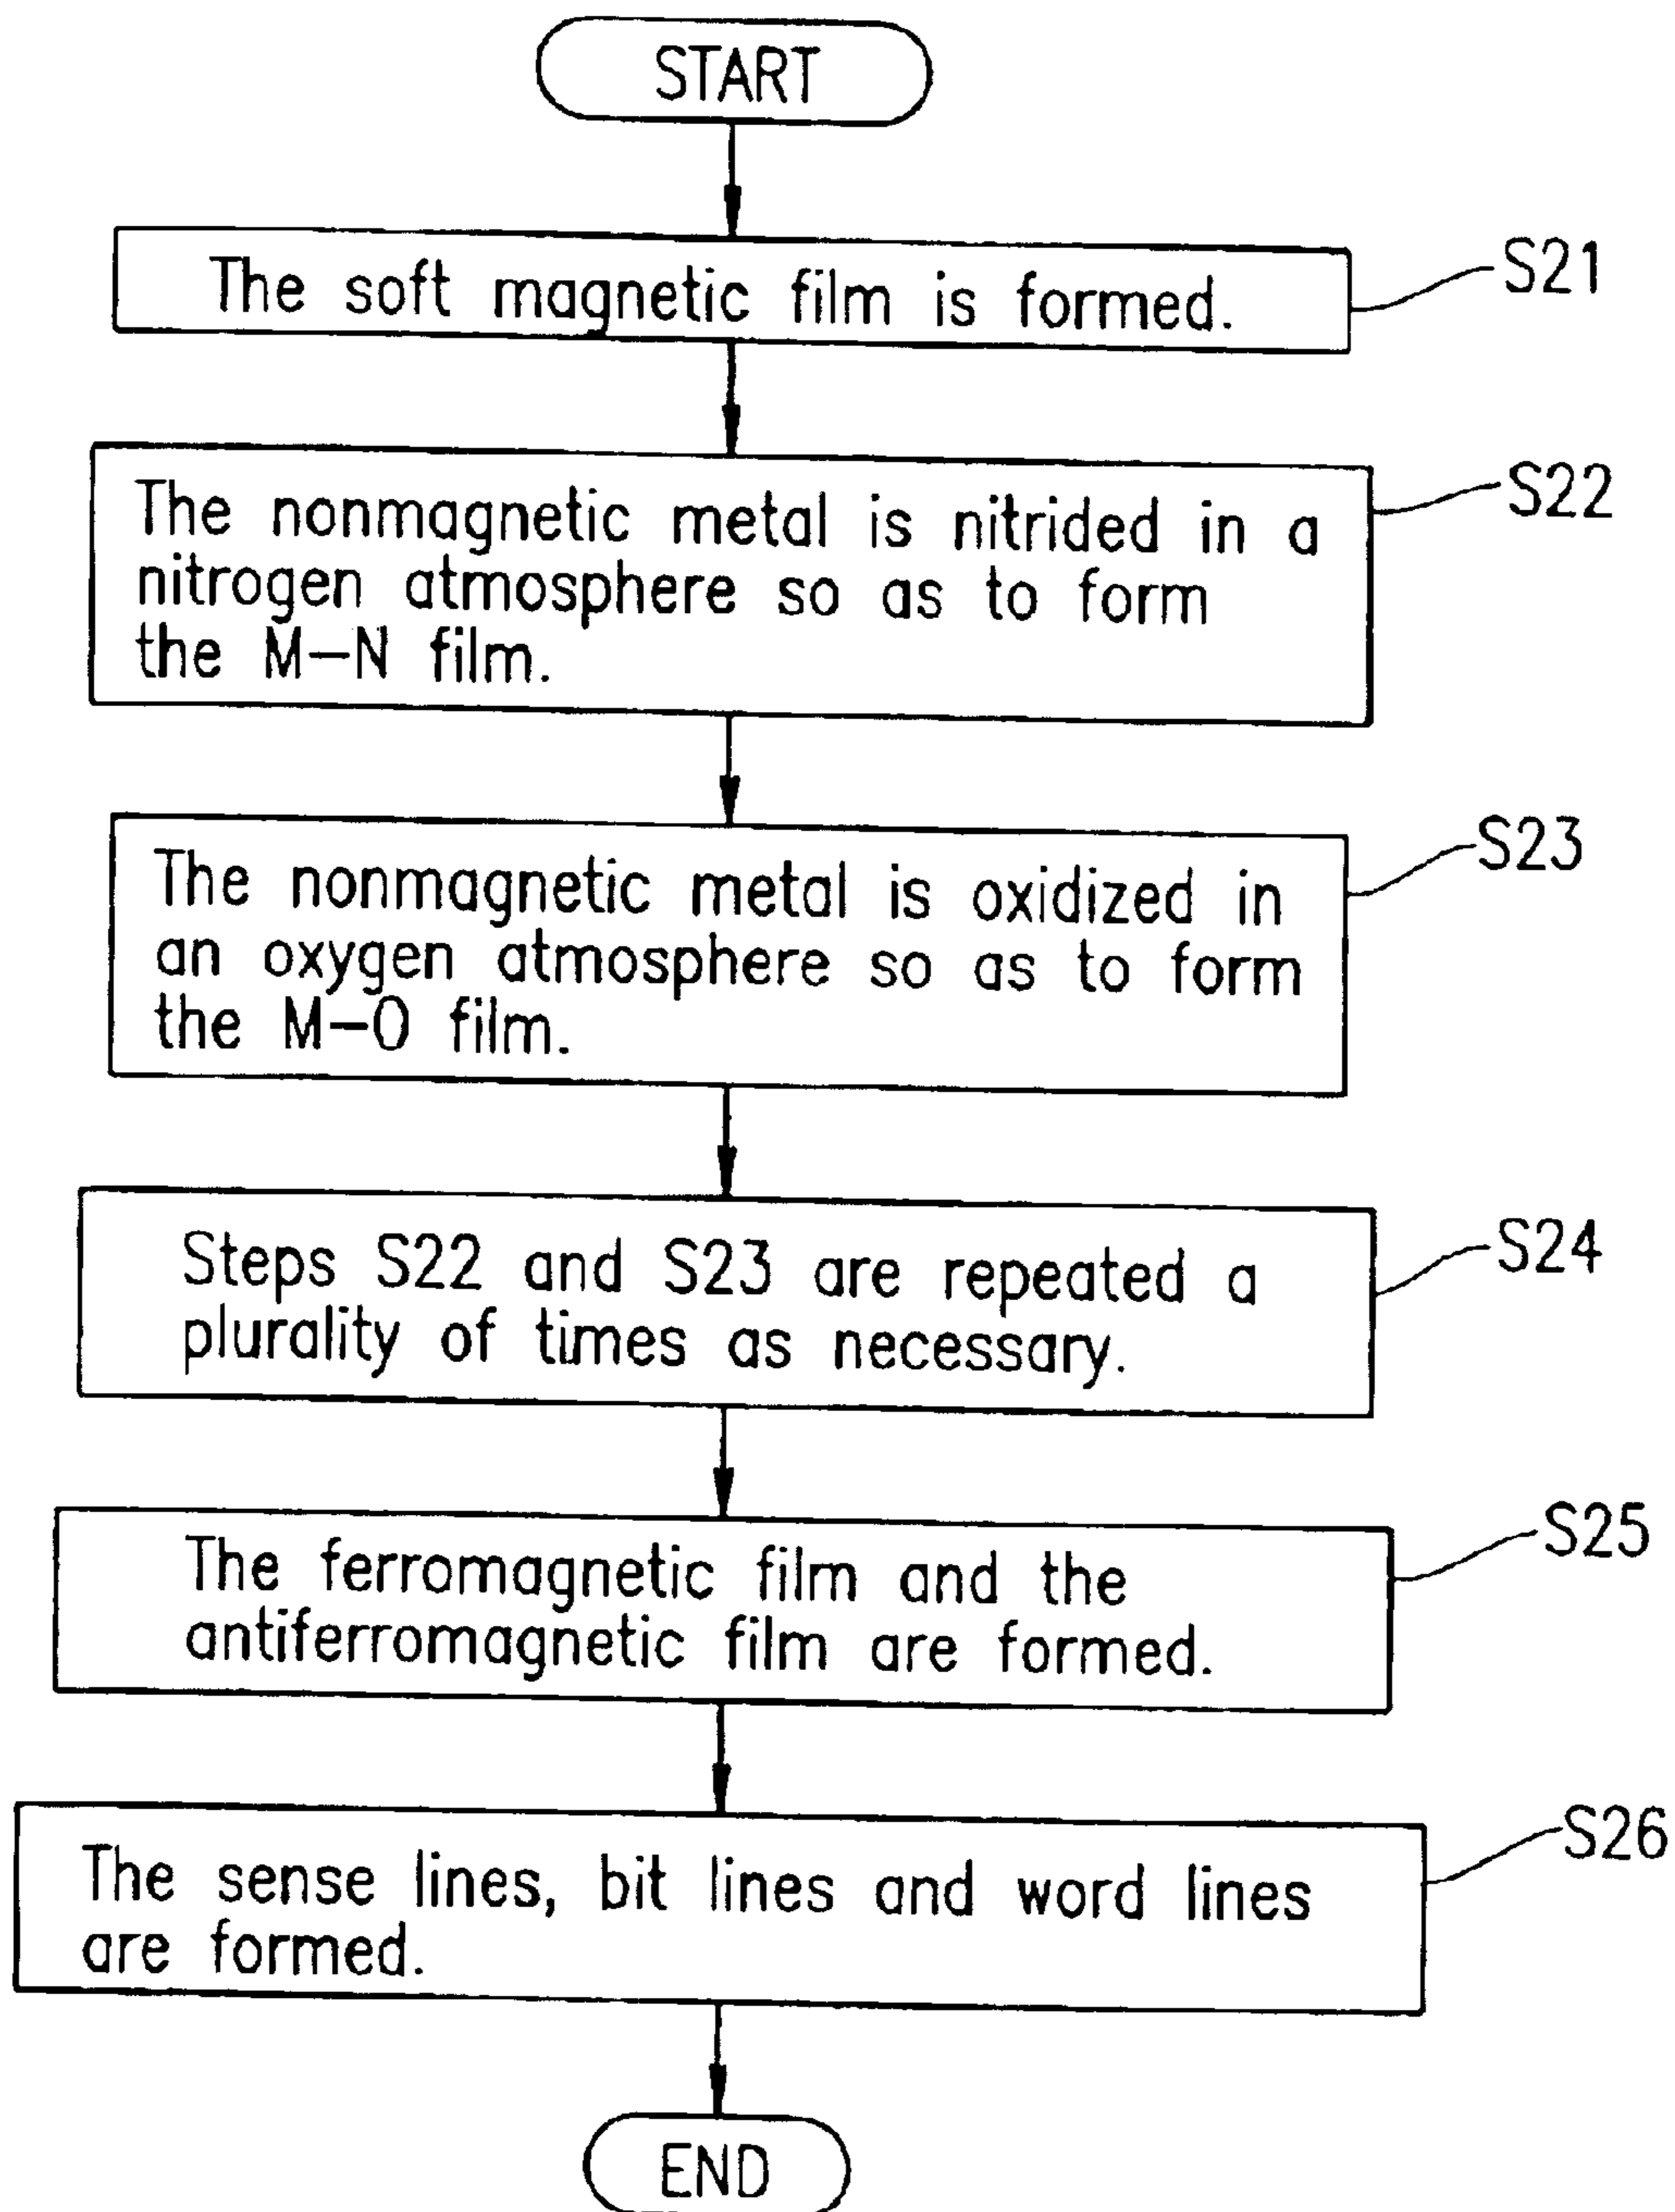 START
The soft magnetic film is formed.
S21
The nonmagnetic metal is nitrided in a
nitrogen atmosphere so as to form
the M–N film.
S22
The nonmagnetic metal is oxidized in
an oxygen atmosphere so as to form
the M–O film.
S23
Steps S22 and S23 are repeated a
plurality of times as necessary.
S24
The ferromagnetic film and the
antiferromagnetic film are formed.
S25
The sense lines, bit lines and word lines
are formed.
S26
END